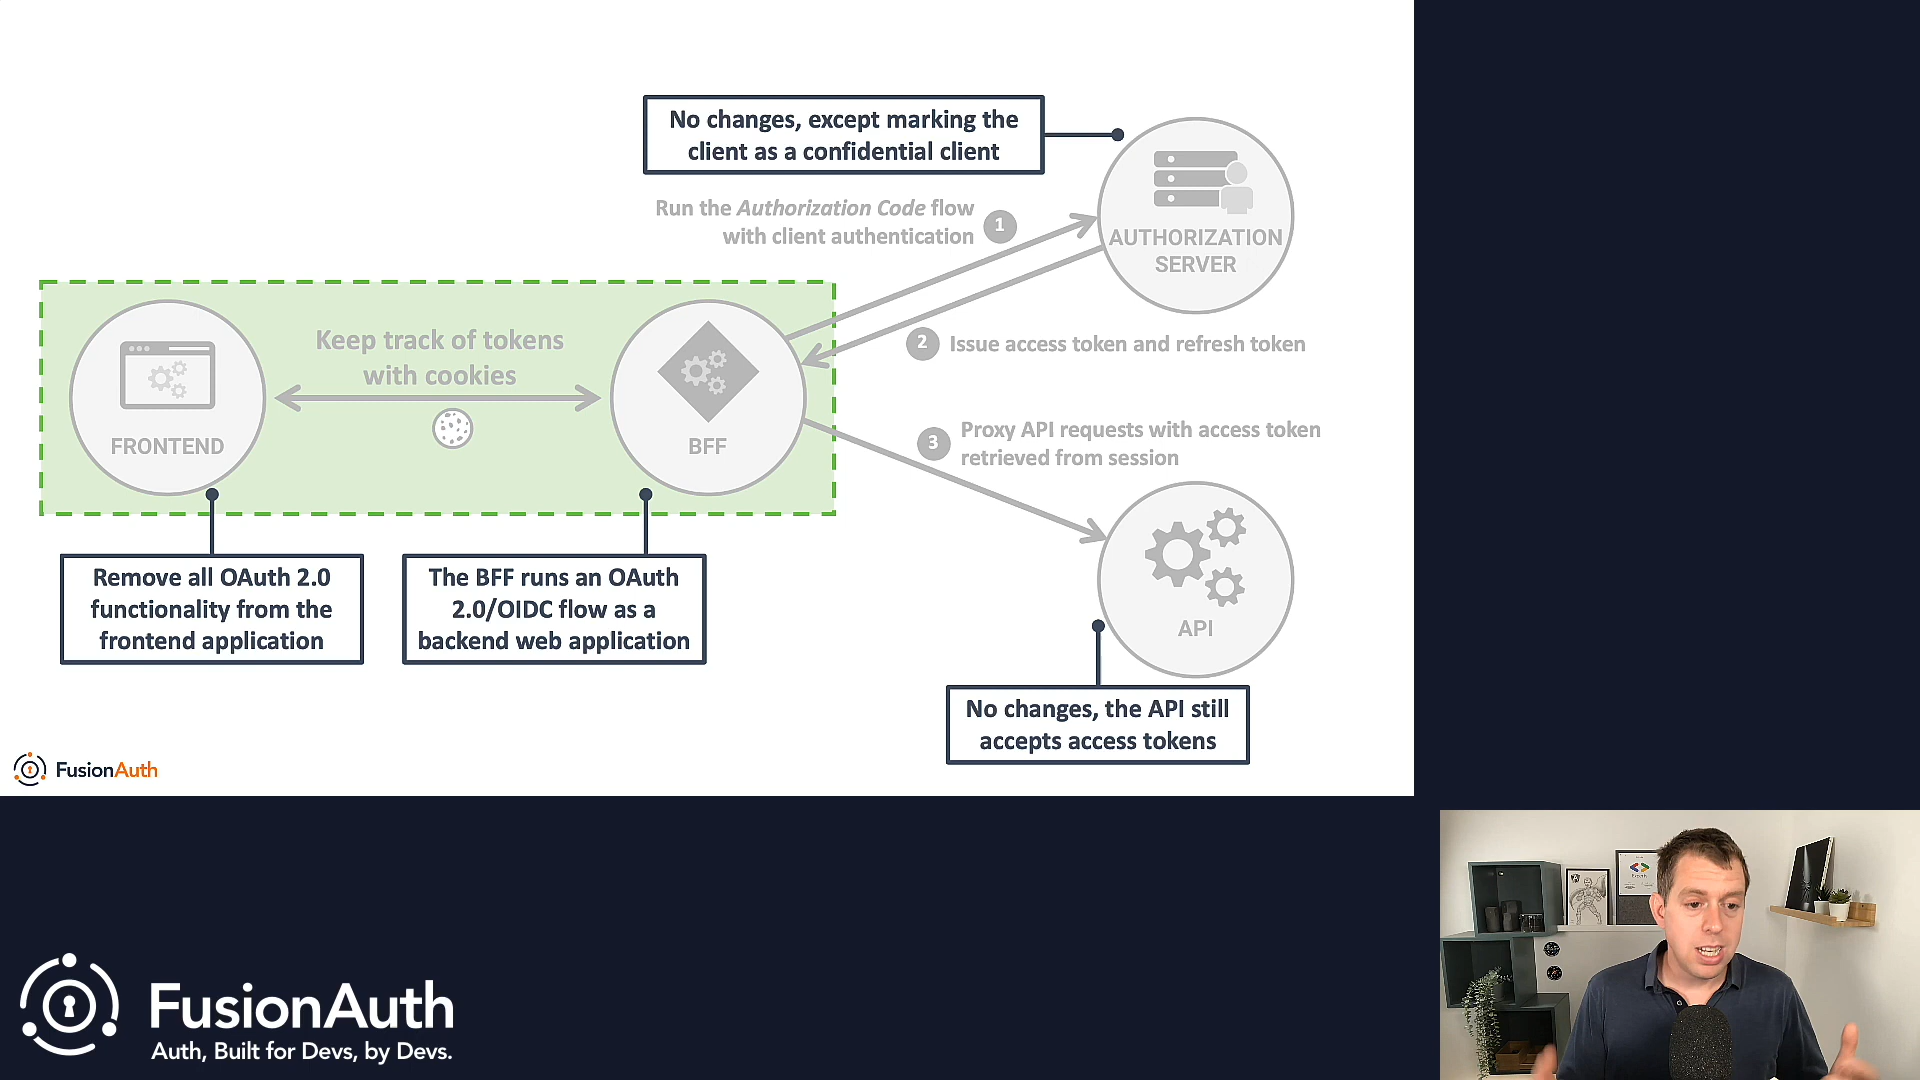 No changes, except marking the
client as a confidential client
Run the Authorization Code flow
with client authentication
1
AUTHORIZATION
SERVER
Keep track of tokens
with cookies
FRONTEND
BFF
2
Issue access token and refresh token
3
Proxy API requests with access token
retrieved from session
API
Remove all OAuth 2.0
functionality from the
frontend application
The BFF runs an OAuth
2.0/OIDC flow as a
backend web application
No changes, the API still
accepts access tokens
FusionAuth
FusionAuth
Auth, Built for Devs, by Devs.